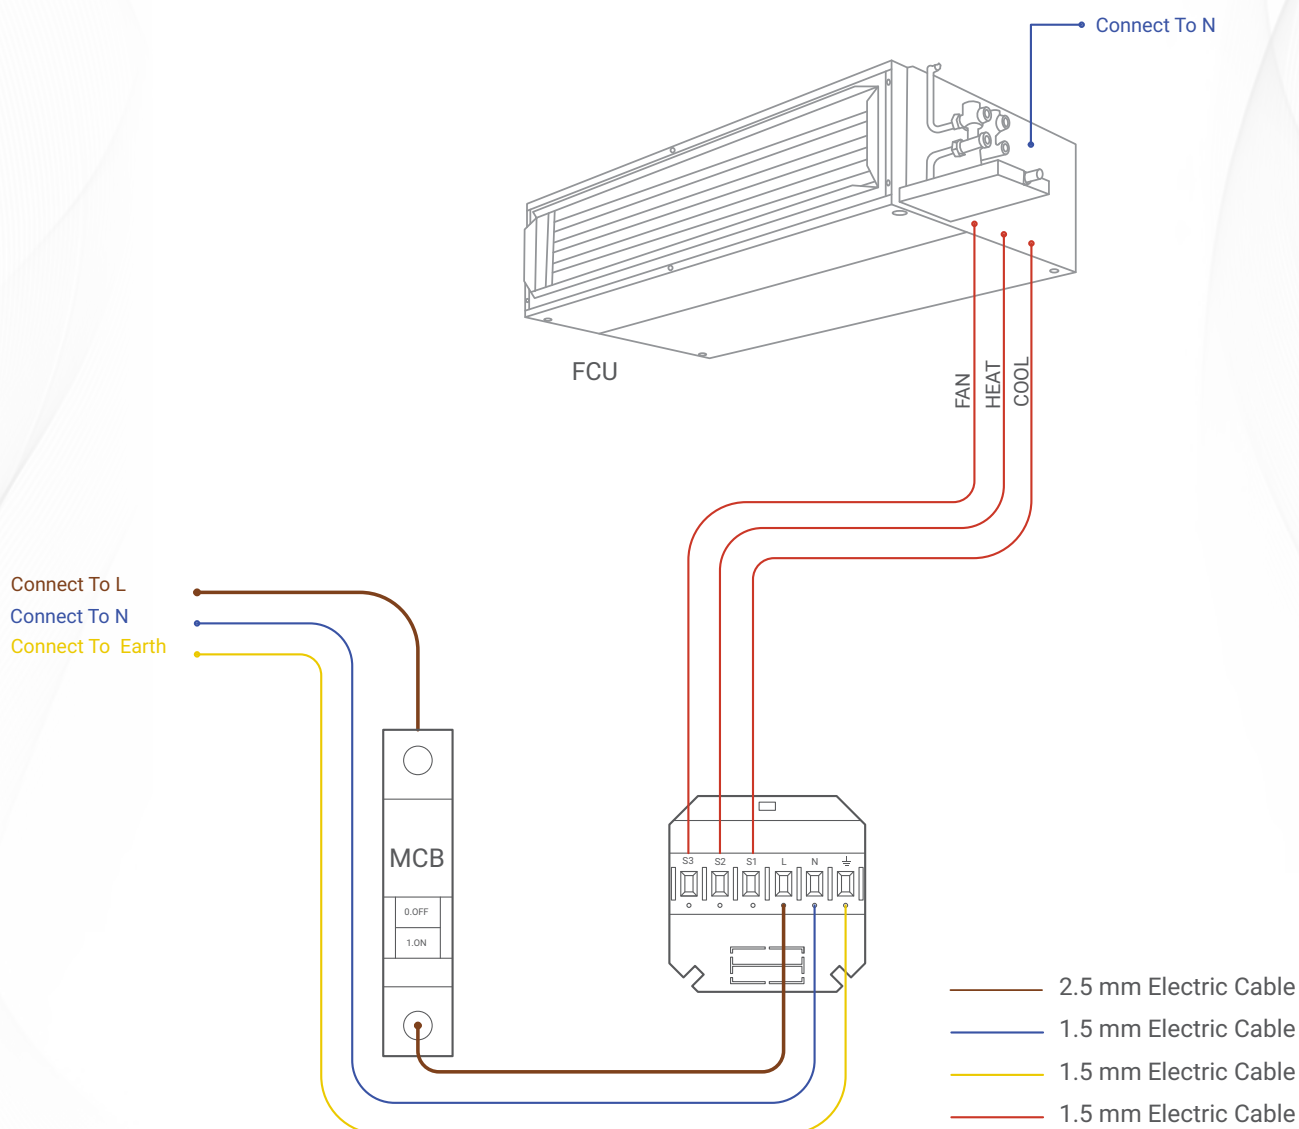 Connect To N
FCU
FAN
HEAT
COOL
Connect To L
Connect To N
Connect To Earth
MCB
0.OFF
1.ON
S3 S2 S1 L N
2.5 mm Electric Cable
1.5 mm Electric Cable
1.5 mm Electric Cable
1.5 mm Electric Cable